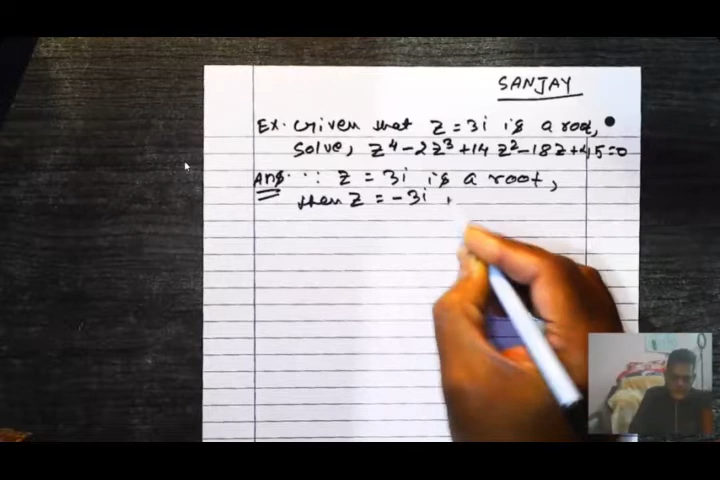 SANJAY
Ex. Given that z = 3i is a root,
Solve, z⁴ - 2z³ + 14z² - 18z + 45 = 0
Ans ∵ z = 3i is a root,
then z = -3i